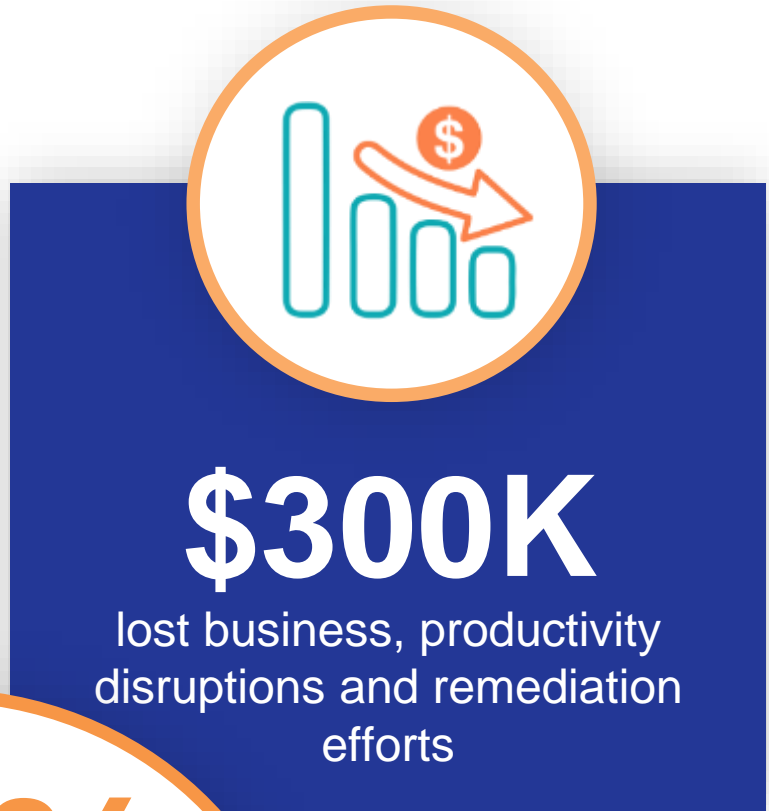 $
$300K
lost business, productivity
disruptions and remediation
efforts